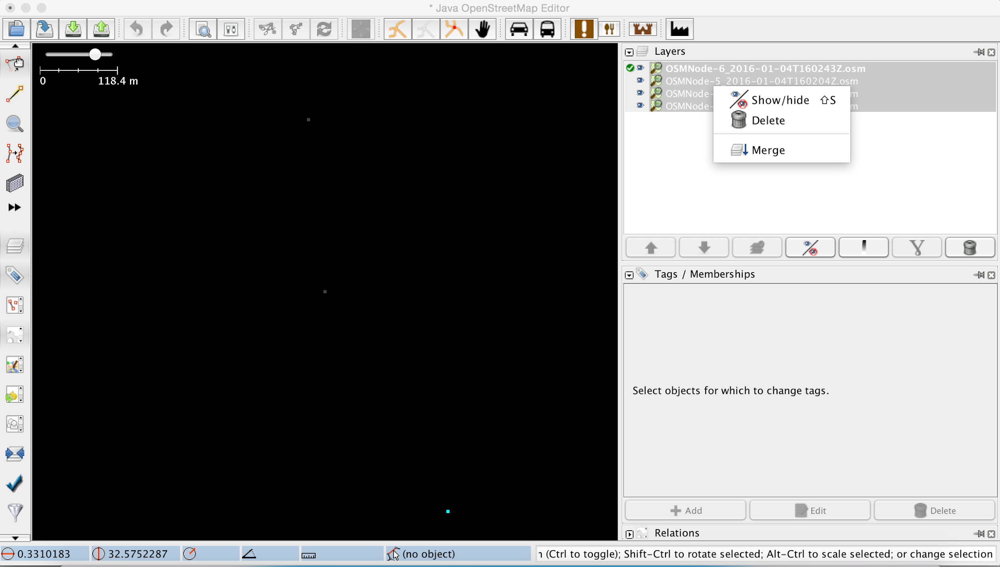 * Java OpenStreetMap Editor
0 118.4 m
Layers
OSMNode-6_2016-01-04T160243Z.osm
OSMNode-5_2016-01-04T160204Z.osm
OSMNode- m
OSMNode- m
Show/hide ⇧S
Delete
Merge
Tags / Memberships
Select objects for which to change tags.
Add Edit Delete
Relations
0.3310183 32.5752287 (no object) (Ctrl to toggle); Shift-Ctrl to rotate selected; Alt-Ctrl to scale selected; or change selection